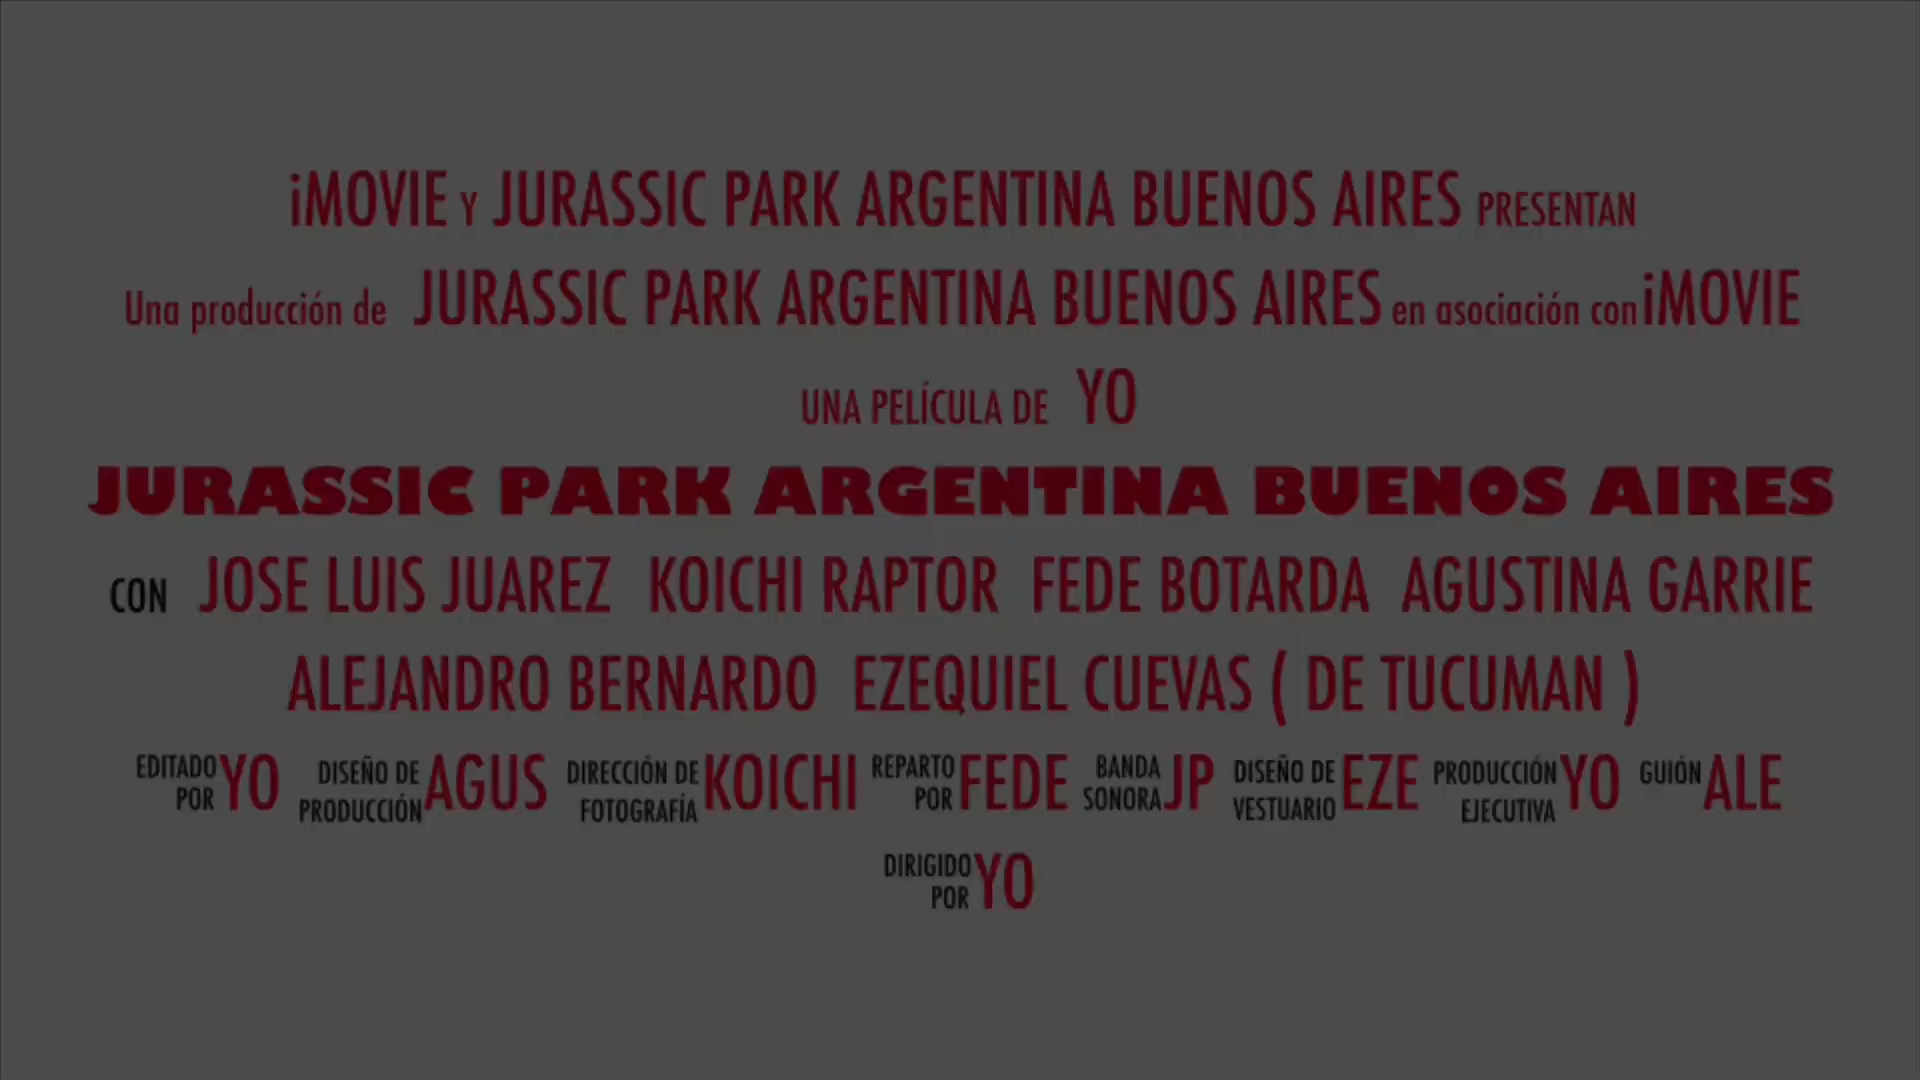 iMOVIE Y JURASSIC PARK ARGENTINA BUENOS AIRES PRESENTAN
Una producción de JURASSIC PARK ARGENTINA BUENOS AIRES en asociación con iMOVIE
UNA PELÍCULA DE YO
JURASSIC PARK ARGENTINA BUENOS AIRES
CON JOSE LUIS JUAREZ KOICHI RAPTOR FEDE BOTARDA AGUSTINA GARRIE
ALEJANDRO BERNARDO EZEQUIEL CUEVAS ( DE TUCUMAN )
EDITADO POR YO DISEÑO DE PRODUCCIÓN AGUS DIRECCIÓN DE FOTOGRAFÍA KOICHI REPARTO POR FEDE BANDA SONORA JP DISEÑO DE VESTUARIO EZE PRODUCCIÓN EJECUTIVA YO GUIÓN ALE
DIRIGIDO POR YO